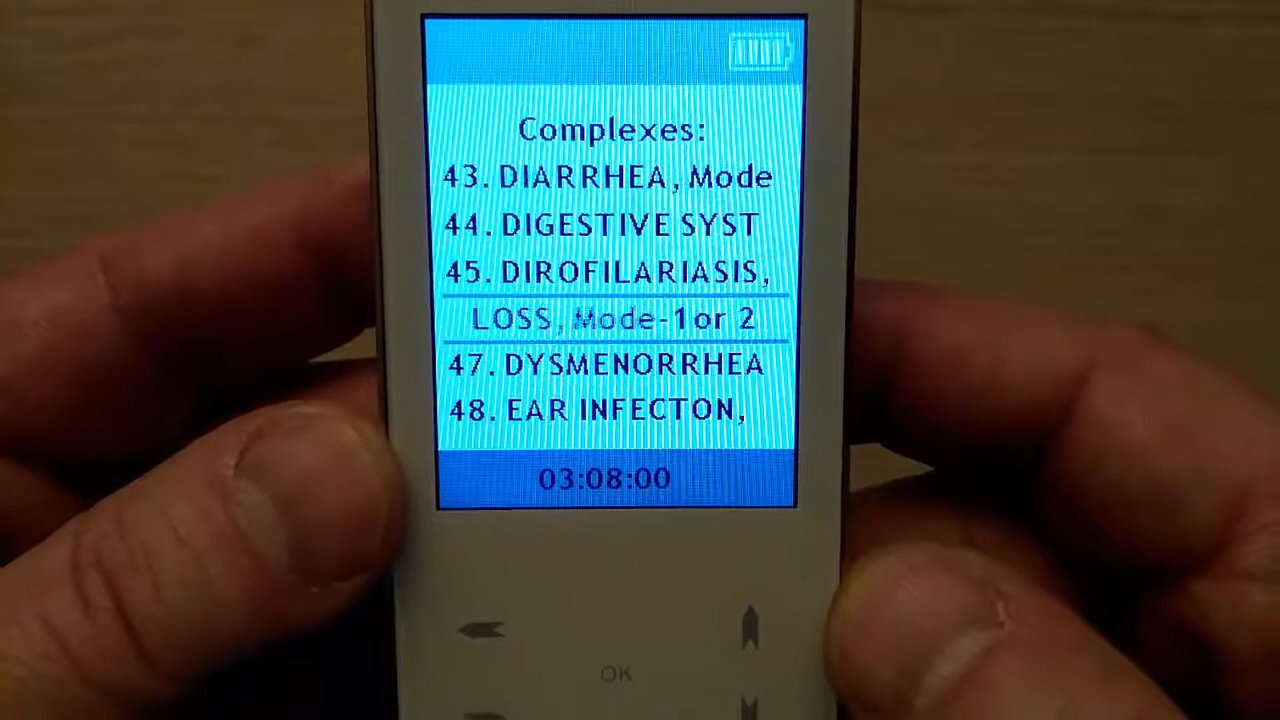 Complexes:
43. DIARRHEA, Mode
44. DIGESTIVE SYST
45. DIROFILARIASIS,
LOSS, Mode-1or 2
47. DYSMENORRHEA
48. EAR INFECTON,
03:08:00
OK